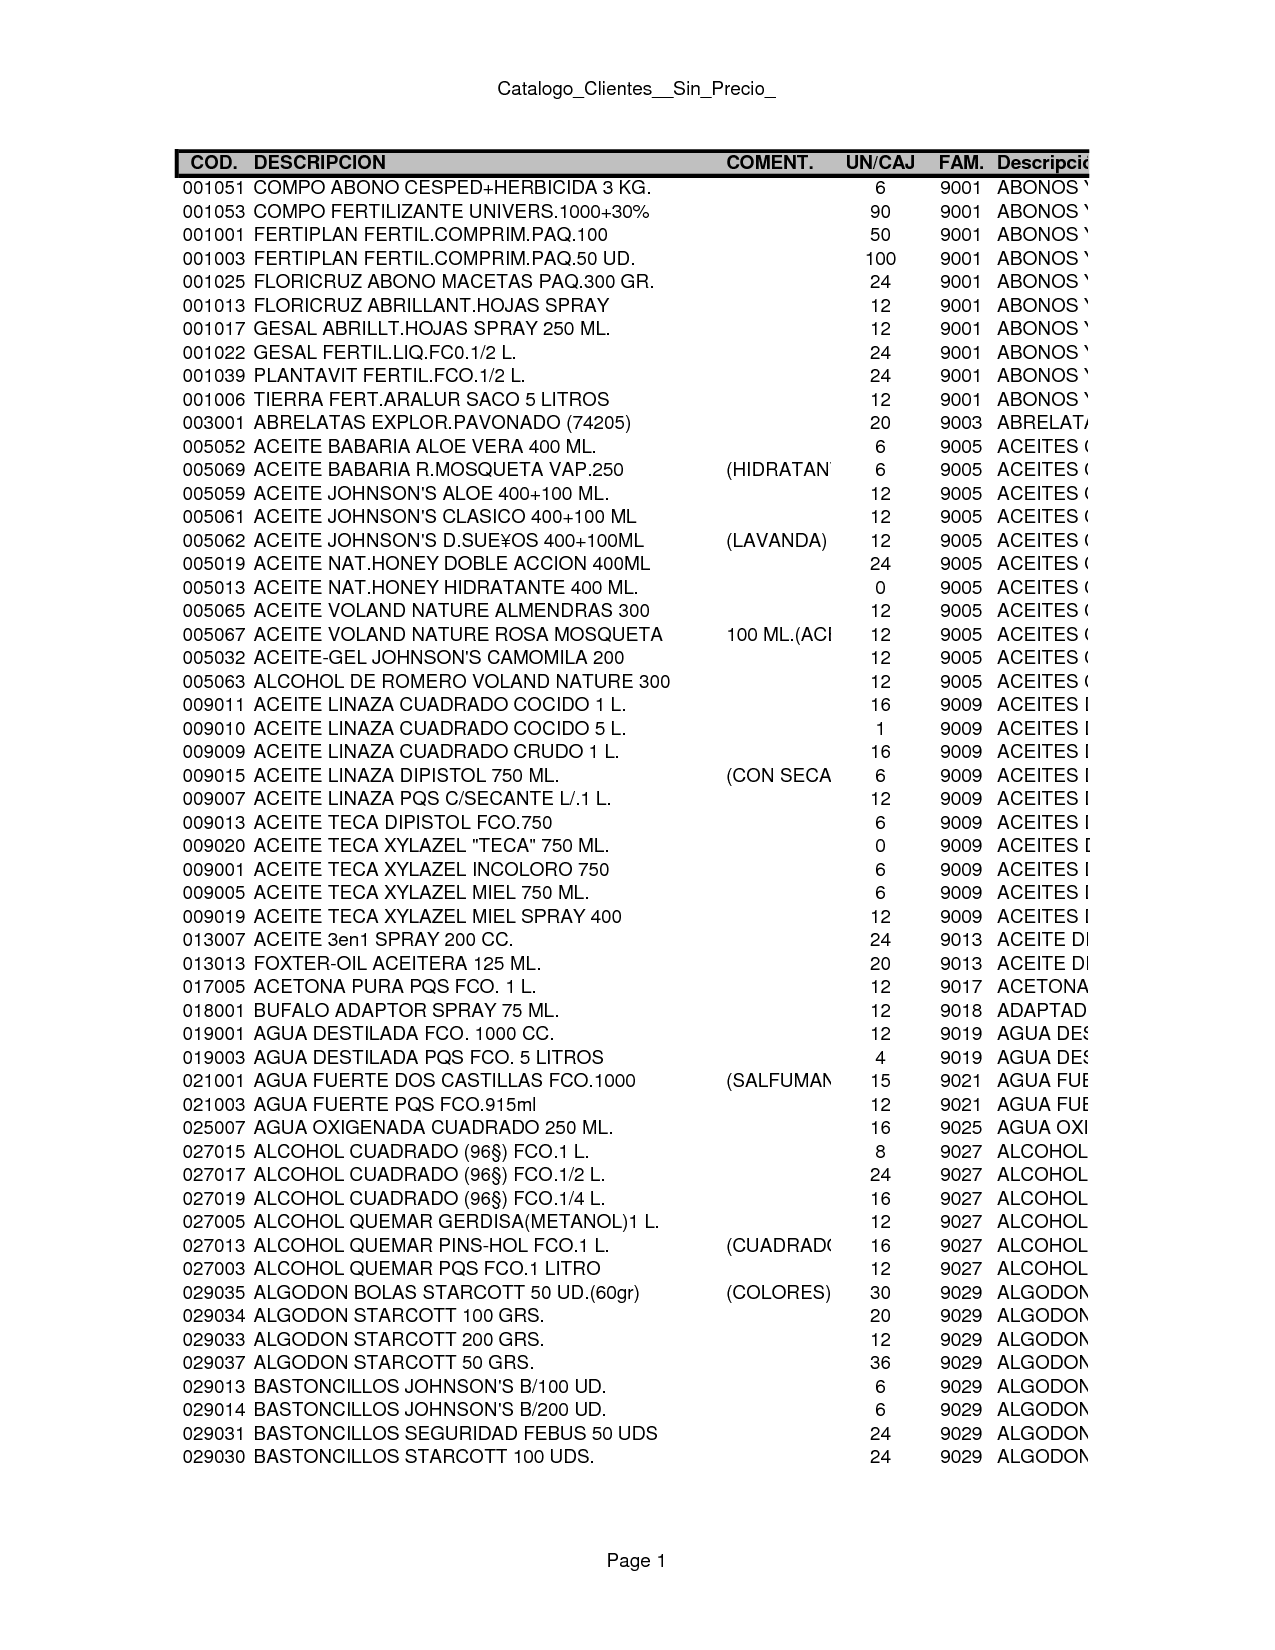 Catalogo_Clientes__Sin_Precio_
COD. DESCRIPCION COMENT. UN/CAJ FAM. Descripció
001051 COMPO ABONO CESPED+HERBICIDA 3 KG. 6 9001 ABONOS Y
001053 COMPO FERTILIZANTE UNIVERS.1000+30% 90 9001 ABONOS Y
001001 FERTIPLAN FERTIL.COMPRIM.PAQ.100 50 9001 ABONOS Y
001003 FERTIPLAN FERTIL.COMPRIM.PAQ.50 UD. 100 9001 ABONOS Y
001025 FLORICRUZ ABONO MACETAS PAQ.300 GR. 24 9001 ABONOS Y
001013 FLORICRUZ ABRILLANT.HOJAS SPRAY 12 9001 ABONOS Y
001017 GESAL ABRILLT.HOJAS SPRAY 250 ML. 12 9001 ABONOS Y
001022 GESAL FERTIL.LIQ.FC0.1/2 L. 24 9001 ABONOS Y
001039 PLANTAVIT FERTIL.FCO.1/2 L. 24 9001 ABONOS Y
001006 TIERRA FERT.ARALUR SACO 5 LITROS 12 9001 ABONOS Y
003001 ABRELATAS EXPLOR.PAVONADO (74205) 20 9003 ABRELATA
005052 ACEITE BABARIA ALOE VERA 400 ML. 6 9005 ACEITES C
005069 ACEITE BABARIA R.MOSQUETA VAP.250 (HIDRATANT 6 9005 ACEITES C
005059 ACEITE JOHNSON'S ALOE 400+100 ML. 12 9005 ACEITES C
005061 ACEITE JOHNSON'S CLASICO 400+100 ML 12 9005 ACEITES C
005062 ACEITE JOHNSON'S D.SUE¥OS 400+100ML (LAVANDA) 12 9005 ACEITES C
005019 ACEITE NAT.HONEY DOBLE ACCION 400ML 24 9005 ACEITES C
005013 ACEITE NAT.HONEY HIDRATANTE 400 ML. 0 9005 ACEITES C
005065 ACEITE VOLAND NATURE ALMENDRAS 300 12 9005 ACEITES C
005067 ACEITE VOLAND NATURE ROSA MOSQUETA 100 ML.(ACE 12 9005 ACEITES C
005032 ACEITE-GEL JOHNSON'S CAMOMILA 200 12 9005 ACEITES C
005063 ALCOHOL DE ROMERO VOLAND NATURE 300 12 9005 ACEITES C
009011 ACEITE LINAZA CUADRADO COCIDO 1 L. 16 9009 ACEITES D
009010 ACEITE LINAZA CUADRADO COCIDO 5 L. 1 9009 ACEITES D
009009 ACEITE LINAZA CUADRADO CRUDO 1 L. 16 9009 ACEITES D
009015 ACEITE LINAZA DIPISTOL 750 ML. (CON SECA 6 9009 ACEITES D
009007 ACEITE LINAZA PQS C/SECANTE L/.1 L. 12 9009 ACEITES D
009013 ACEITE TECA DIPISTOL FCO.750 6 9009 ACEITES D
009020 ACEITE TECA XYLAZEL "TECA" 750 ML. 0 9009 ACEITES D
009001 ACEITE TECA XYLAZEL INCOLORO 750 6 9009 ACEITES D
009005 ACEITE TECA XYLAZEL MIEL 750 ML. 6 9009 ACEITES D
009019 ACEITE TECA XYLAZEL MIEL SPRAY 400 12 9009 ACEITES D
013007 ACEITE 3en1 SPRAY 200 CC. 24 9013 ACEITE DE
013013 FOXTER-OIL ACEITERA 125 ML. 20 9013 ACEITE DE
017005 ACETONA PURA PQS FCO. 1 L. 12 9017 ACETONA
018001 BUFALO ADAPTOR SPRAY 75 ML. 12 9018 ADAPTAD
019001 AGUA DESTILADA FCO. 1000 CC. 12 9019 AGUA DES
019003 AGUA DESTILADA PQS FCO. 5 LITROS 4 9019 AGUA DES
021001 AGUA FUERTE DOS CASTILLAS FCO.1000 (SALFUMAN 15 9021 AGUA FUE
021003 AGUA FUERTE PQS FCO.915ml 12 9021 AGUA FUE
025007 AGUA OXIGENADA CUADRADO 250 ML. 16 9025 AGUA OXI
027015 ALCOHOL CUADRADO (96§) FCO.1 L. 8 9027 ALCOHOL
027017 ALCOHOL CUADRADO (96§) FCO.1/2 L. 24 9027 ALCOHOL
027019 ALCOHOL CUADRADO (96§) FCO.1/4 L. 16 9027 ALCOHOL
027005 ALCOHOL QUEMAR GERDISA(METANOL)1 L. 12 9027 ALCOHOL
027013 ALCOHOL QUEMAR PINS-HOL FCO.1 L. (CUADRADO 16 9027 ALCOHOL
027003 ALCOHOL QUEMAR PQS FCO.1 LITRO 12 9027 ALCOHOL
029035 ALGODON BOLAS STARCOTT 50 UD.(60gr) (COLORES) 30 9029 ALGODON
029034 ALGODON STARCOTT 100 GRS. 20 9029 ALGODON
029033 ALGODON STARCOTT 200 GRS. 12 9029 ALGODON
029037 ALGODON STARCOTT 50 GRS. 36 9029 ALGODON
029013 BASTONCILLOS JOHNSON'S B/100 UD. 6 9029 ALGODON
029014 BASTONCILLOS JOHNSON'S B/200 UD. 6 9029 ALGODON
029031 BASTONCILLOS SEGURIDAD FEBUS 50 UDS 24 9029 ALGODON
029030 BASTONCILLOS STARCOTT 100 UDS. 24 9029 ALGODON
Page 1